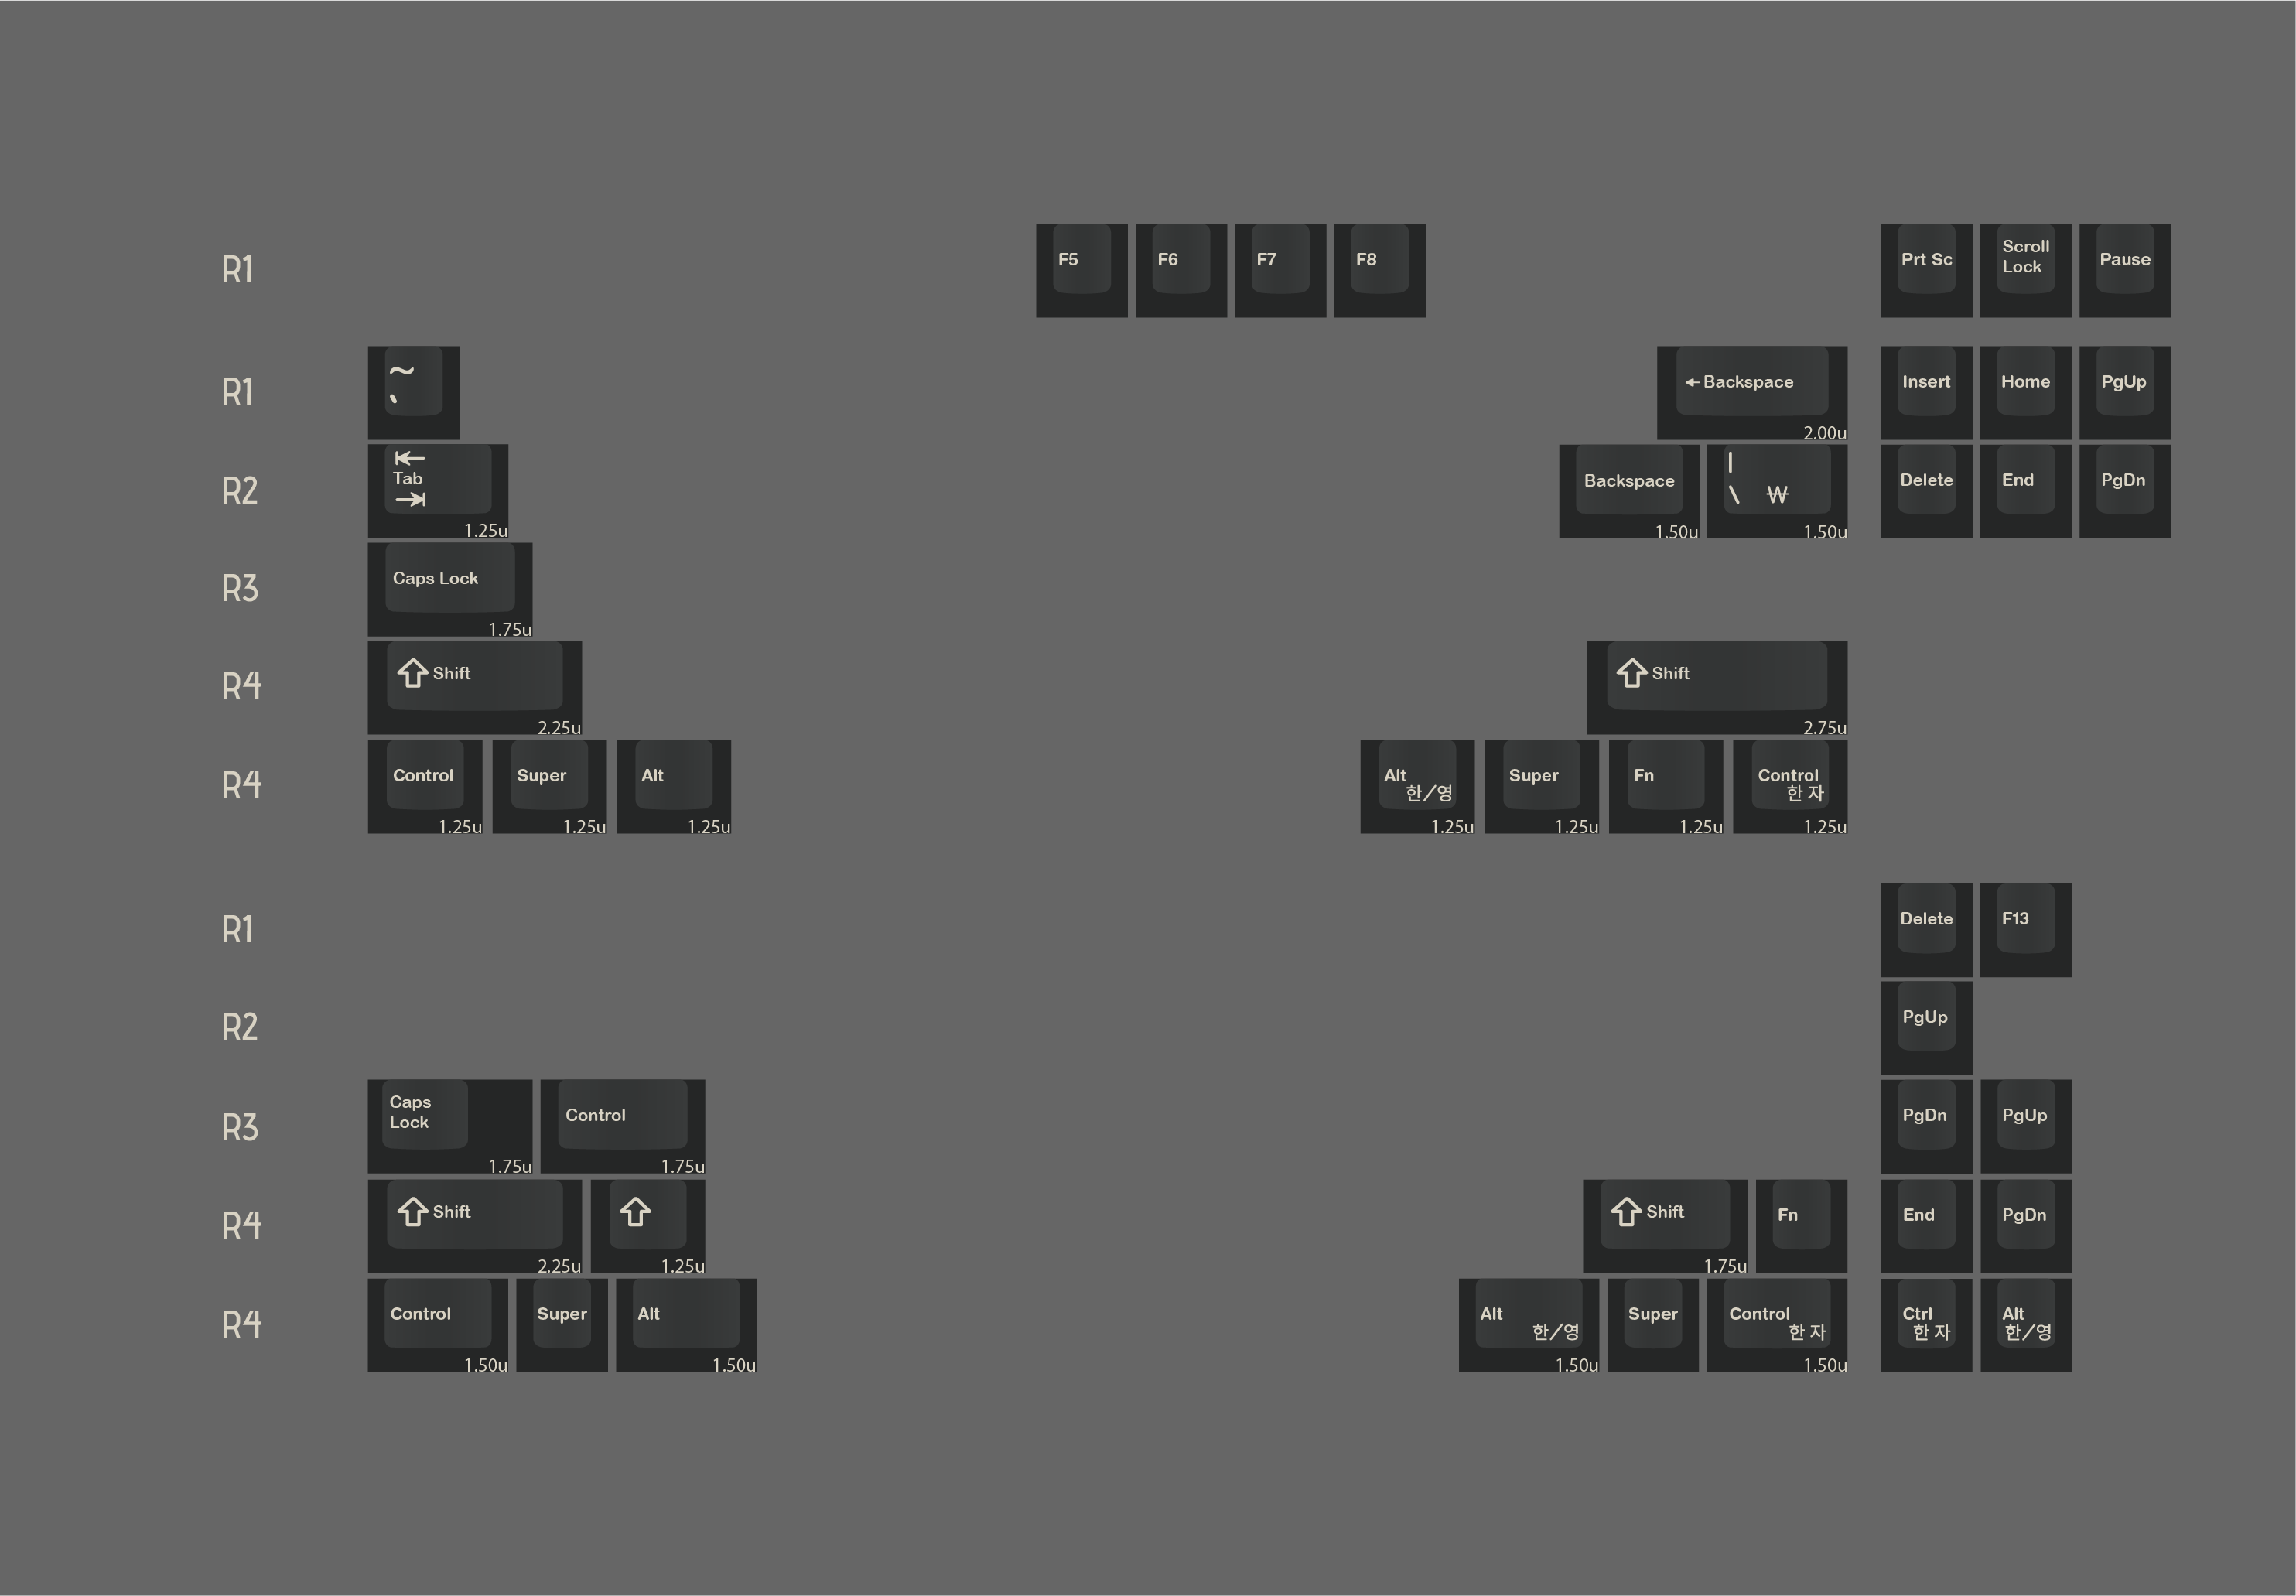 R1
F5 F6 F7 F8 Prt Sc Scroll Lock Pause
R1
~
`
←Backspace
2.00u
Insert Home PgUp
R2
Tab
1.25u
Backspace
1.50u
|
\ ₩
1.50u
Delete End PgDn
R3
Caps Lock
1.75u
R4
⇧ Shift
2.25u
⇧ Shift
2.75u
R4
Control
1.25u
Super
1.25u
Alt
1.25u
Alt
한/영
1.25u
Super
1.25u
Fn
1.25u
Control
한자
1.25u
R1
Delete F13
R2
PgUp
R3
Caps
Lock
1.75u
Control
1.75u
PgDn PgUp
R4
⇧ Shift
2.25u
⇧
1.25u
⇧ Shift
1.75u
Fn
End PgDn
R4
Control
1.50u
Super
Alt
1.50u
Alt
한/영
1.50u
Super
Control
한자
1.50u
Ctrl
한자
Alt
한/영